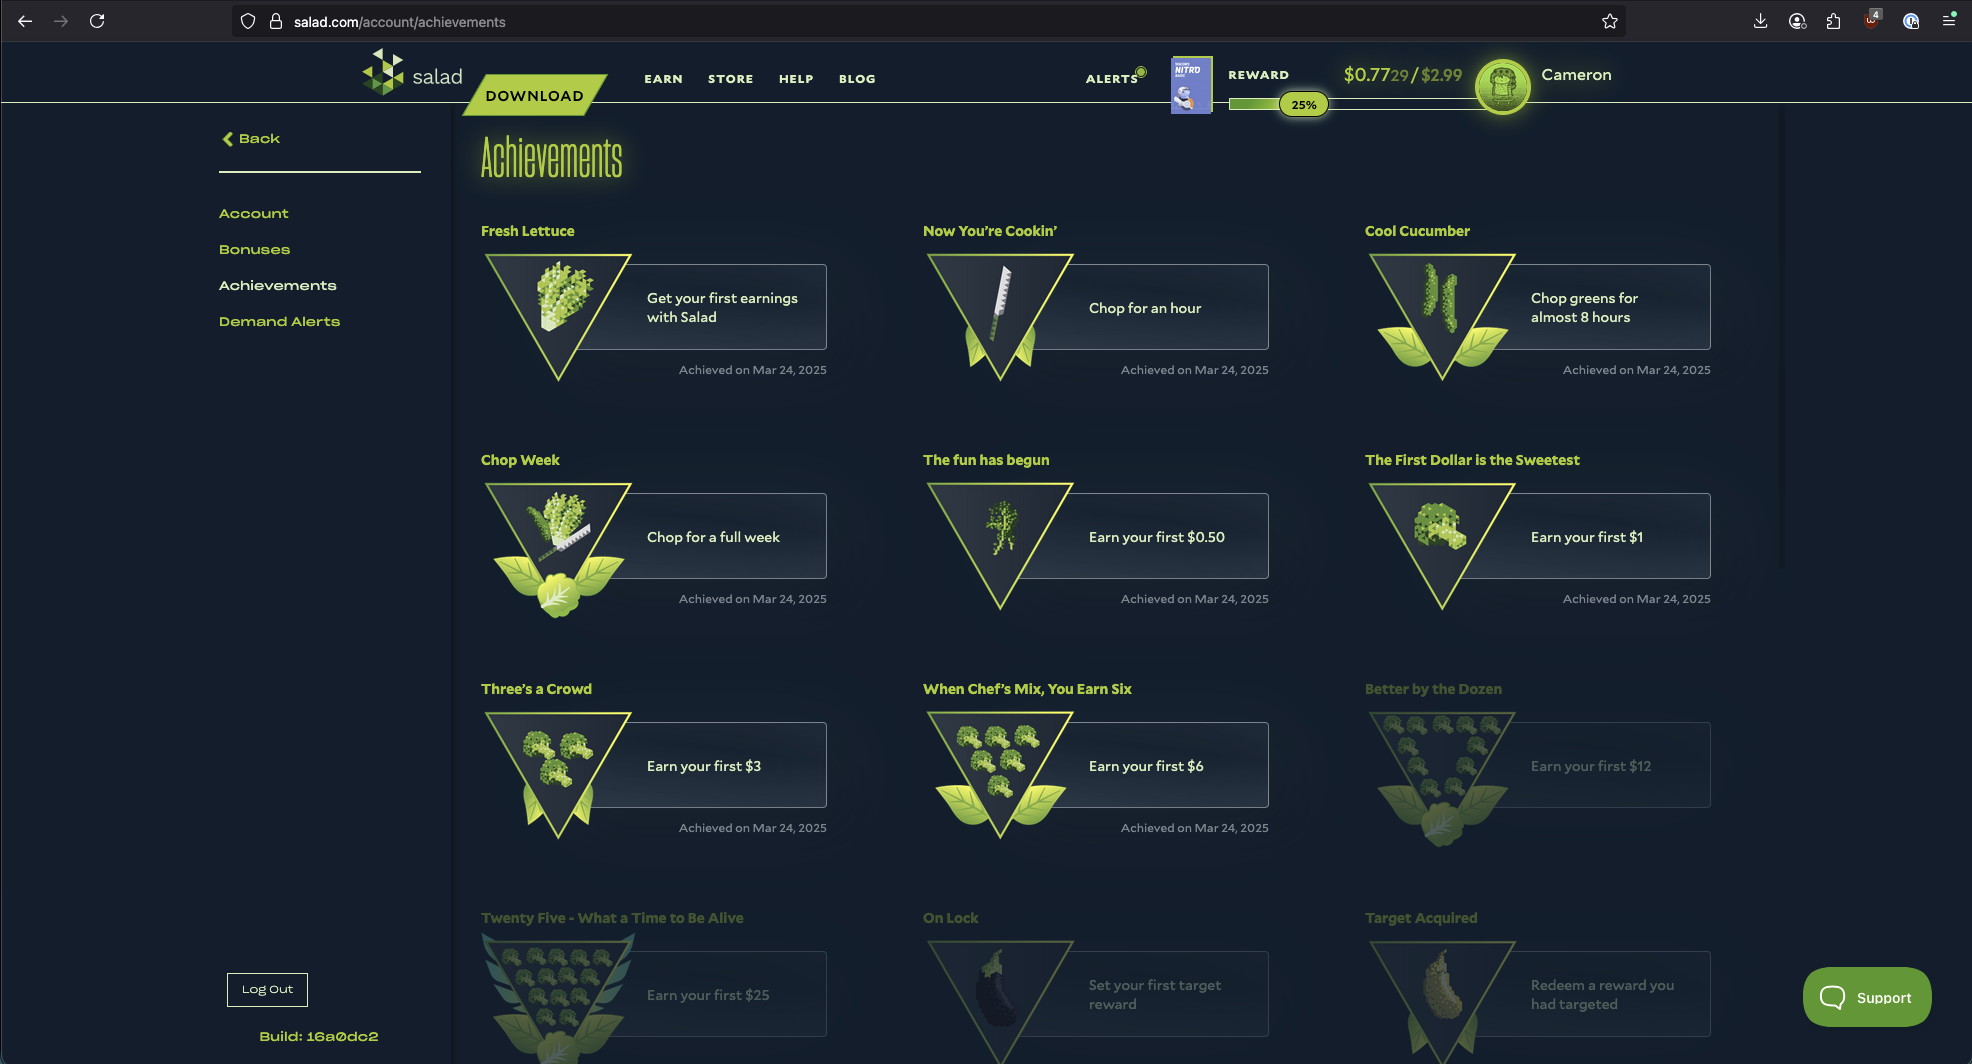 salad.com/account/achievements
4
salad
DOWNLOAD
EARN
STORE
HELP
BLOG
ALERTS
NITRO
REWARD
$0.7729/$2.99
25%
Cameron
Back
Account
Bonuses
Achievements
Demand Alerts
Achievements
Fresh Lettuce
Get your first earnings
with Salad
Achieved on Mar 24, 2025
Now You're Cookin'
Chop for an hour
Achieved on Mar 24, 2025
Cool Cucumber
Chop greens for
almost 8 hours
Achieved on Mar 24, 2025
Chop Week
Chop for a full week
Achieved on Mar 24, 2025
The fun has begun
Earn your first $0.50
Achieved on Mar 24, 2025
The First Dollar is the Sweetest
Earn your first $1
Achieved on Mar 24, 2025
Three's a Crowd
Earn your first $3
Achieved on Mar 24, 2025
When Chef's Mix, You Earn Six
Earn your first $6
Achieved on Mar 24, 2025
Better by the Dozen
Earn your first $12
Twenty Five - What a Time to Be Alive
Earn your first $25
On Lock
Set your first target
reward
Target Acquired
Redeem a reward you
had targeted
Log Out
Build: 16a0dc2
Support